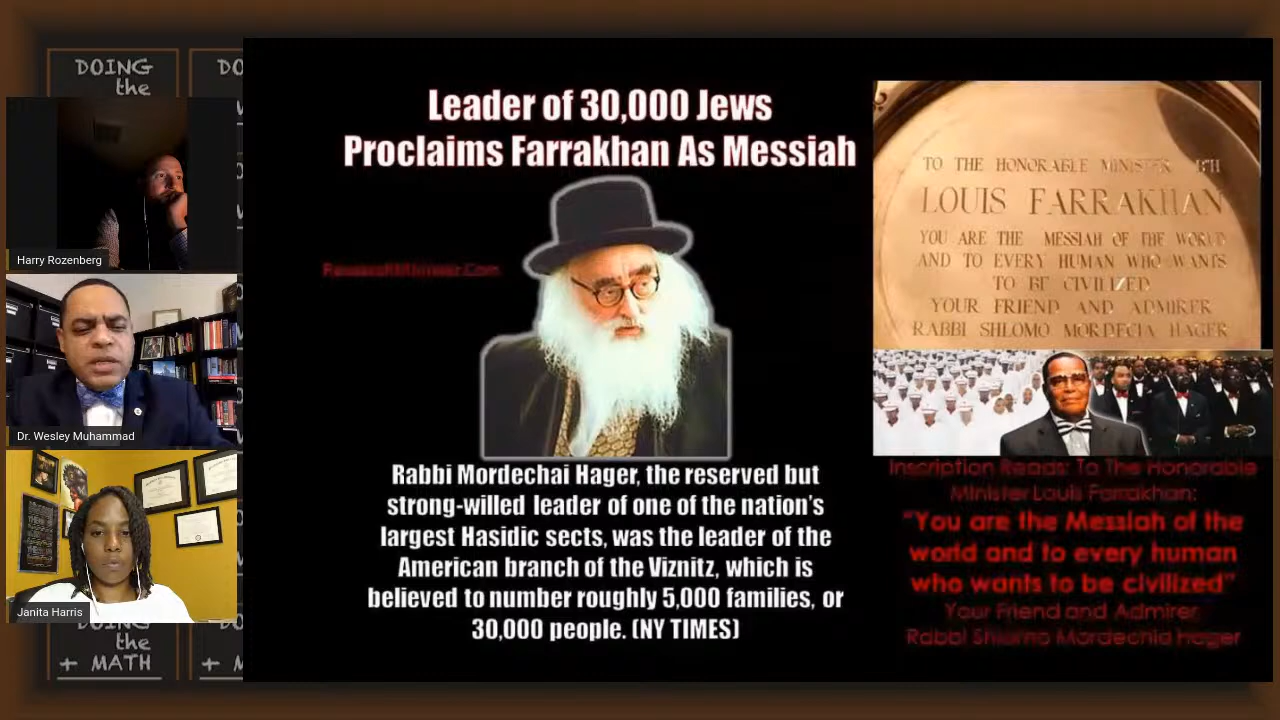 DOING
the
DO
Harry Rozenberg
Dr. Wesley Muhammad
Janita Harris
DOING
the
+ MATH
+ M
Leader of 30,000 Jews
Proclaims Farrakhan As Messiah
Rabbi Mordechai Hager, the reserved but
strong-willed leader of one of the nation's
largest Hasidic sects, was the leader of the
American branch of the Viznitz, which is
believed to number roughly 5,000 families, or
30,000 people. (NY TIMES)
TO THE HONORABLE MINISTER
LOUIS FARRAKHAN
YOU ARE THE MESSIAH OF THE WORLD
AND TO EVERY HUMAN WHO WANTS
TO BE CIVILIZED
YOUR FRIEND AND ADMIRER
RABBI SHLOMO MORDECIA HAGER
Inscription Reads: To The Honorable
Minister Louis Farrakhan:
"You are the Messiah of the
world and to every human
who wants to be civilized"
Your Friend and Admirer
Rabbi Shlomo Mordechia Hager